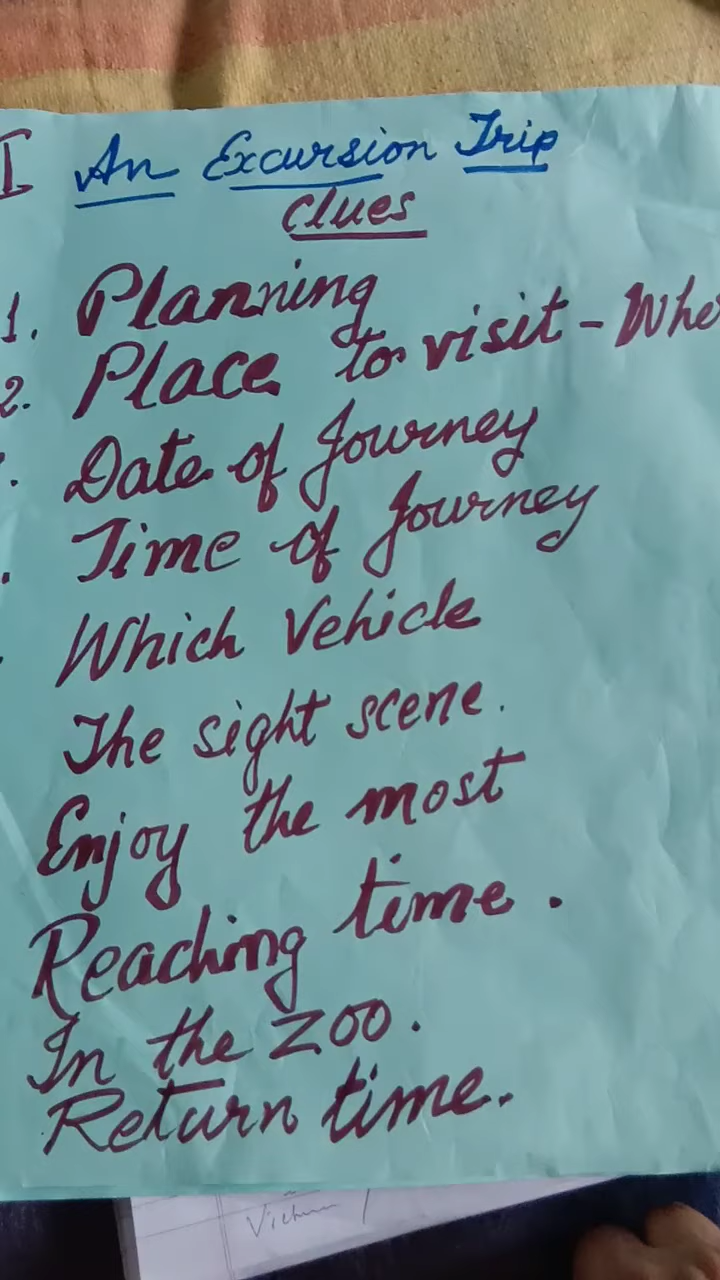 I An Excursion Trip
Clues
1. Planning
2. Place to visit - Whe
. Date of Journey
. Time of Journey
Which Vehicle
The sight scene.
Enjoy the most
Reaching time.
In the zoo.
Return time.